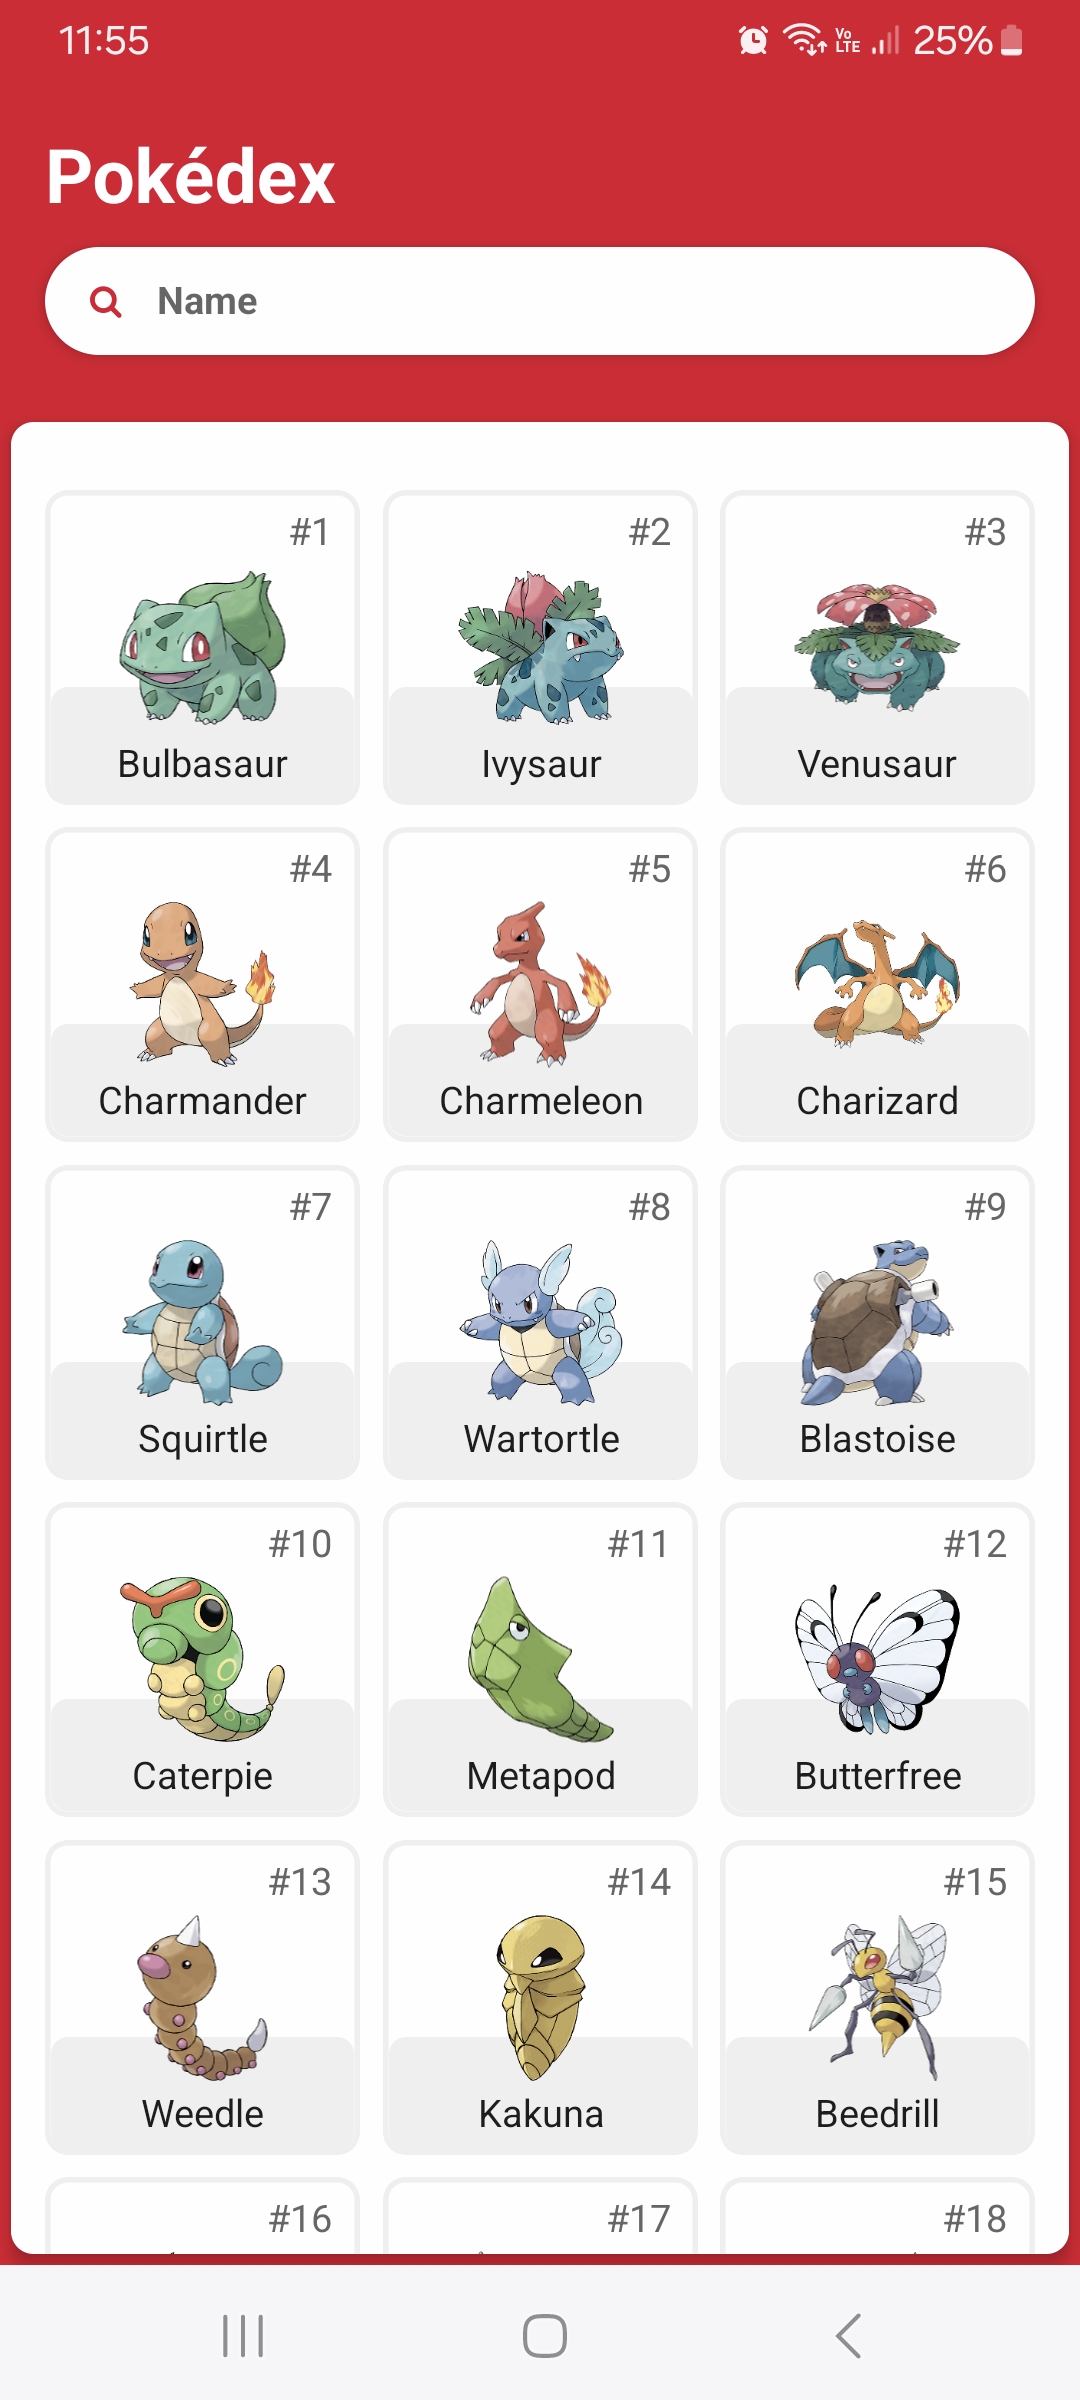 11:55
Vo LTE 25%
Pokédex
Name
#1 #2 #3
Bulbasaur Ivysaur Venusaur
#4 #5 #6
Charmander Charmeleon Charizard
#7 #8 #9
Squirtle Wartortle Blastoise
#10 #11 #12
Caterpie Metapod Butterfree
#13 #14 #15
Weedle Kakuna Beedrill
#16 #17 #18